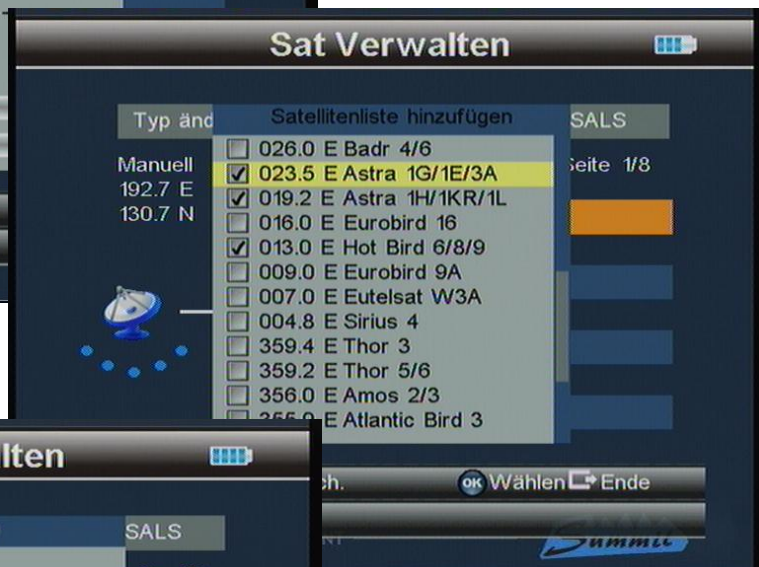 Sat Verwalten
Typ änd
Satellitenliste hinzufügen
SALS
Manuell
Seite 1/8
192.7 E
130.7 N
026.0 E Badr 4/6
023.5 E Astra 1G/1E/3A
019.2 E Astra 1H/1KR/1L
016.0 E Eurobird 16
013.0 E Hot Bird 6/8/9
009.0 E Eurobird 9A
007.0 E Eutelsat W3A
004.8 E Sirius 4
359.4 E Thor 3
359.2 E Thor 5/6
356.0 E Amos 2/3
E Atlantic Bird 3
ch.
OK Wählen
Ende
Summit
lten
SALS